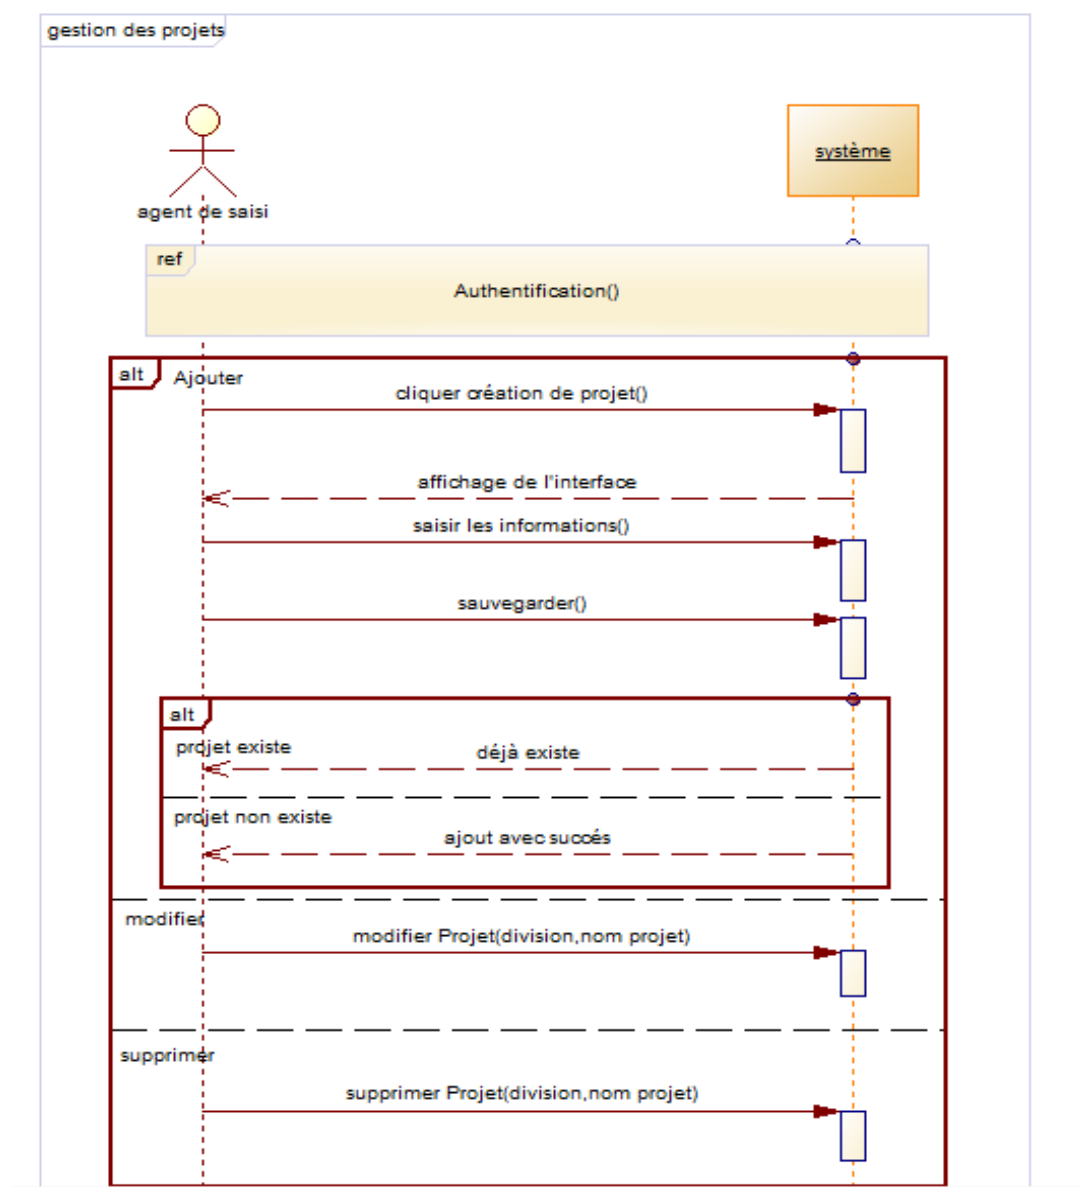 gestion des projets
système
agent de saisi
ref
Authentification()
alt
Ajouter
cliquer création de projet()
affichage de l'interface
saisir les informations()
sauvegarder()
alt
projet existe
déjà existe
projet non existe
ajout avec succés
modifier
modifier Projet(division,nom projet)
supprimer
supprimer Projet(division,nom projet)